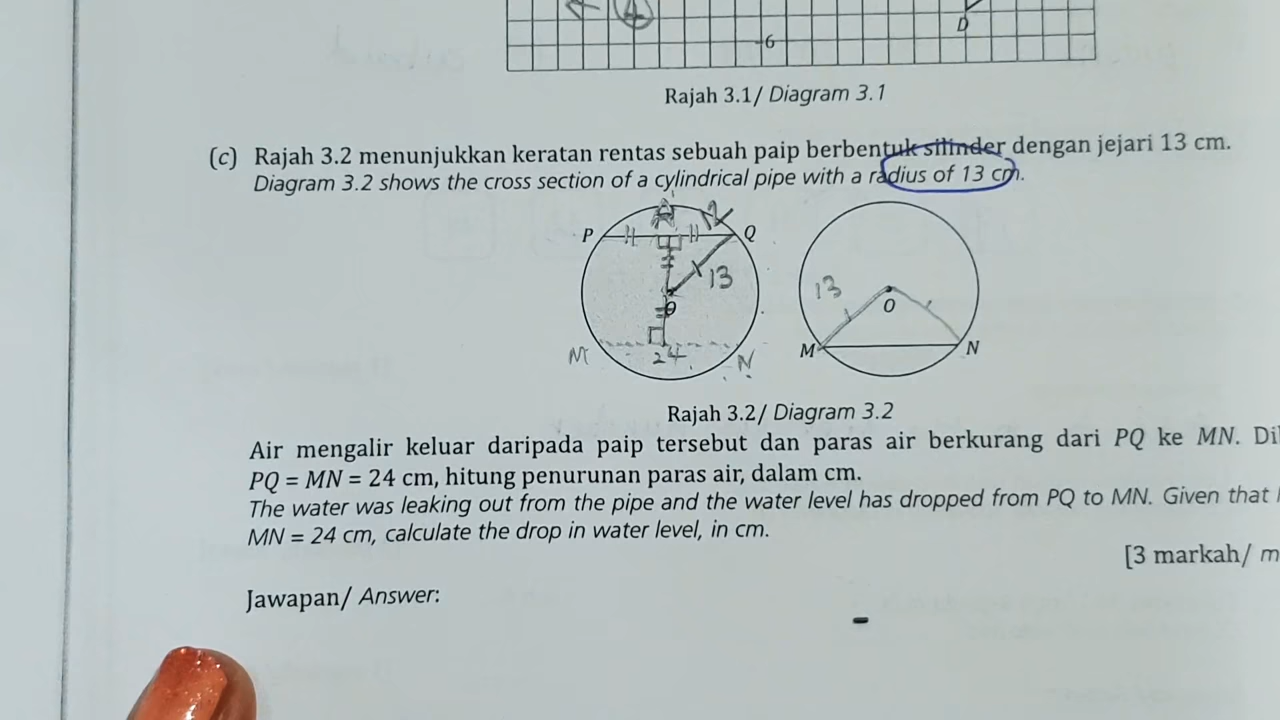 D
-6
Rajah 3.1/ Diagram 3.1
(c) Rajah 3.2 menunjukkan keratan rentas sebuah paip berbentuk silinder dengan jejari 13 cm.
Diagram 3.2 shows the cross section of a cylindrical pipe with a radius of 13 cm.
A 12
P Q
13 13
O O
M 24 N M N
Rajah 3.2/ Diagram 3.2
Air mengalir keluar daripada paip tersebut dan paras air berkurang dari PQ ke MN.
PQ = MN = 24 cm, hitung penurunan paras air, dalam cm.
The water was leaking out from the pipe and the water level has dropped from PQ to MN. Given that
MN = 24 cm, calculate the drop in water level, in cm.
[3 markah/ m
Jawapan/ Answer: